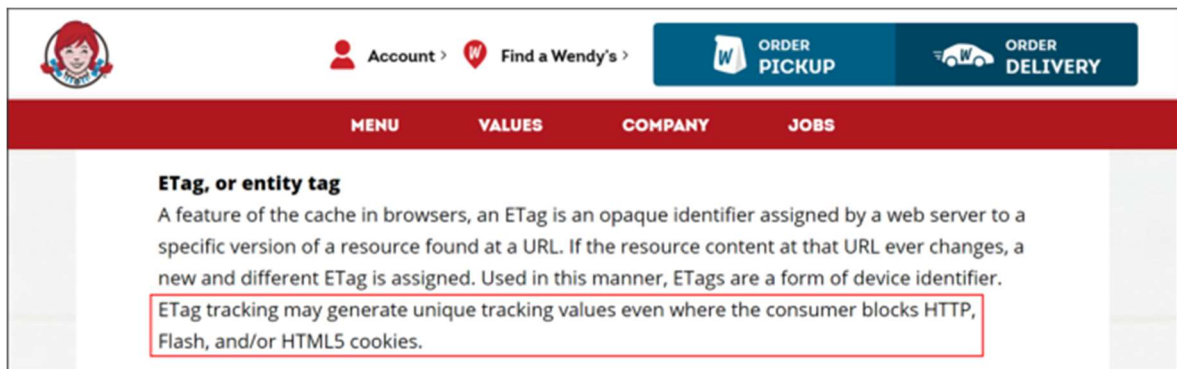 Account >
Find a Wendy's >
W
ORDER
PICKUP
W
ORDER
DELIVERY
W
MENU
VALUES
COMPANY
JOBS
ETag, or entity tag
A feature of the cache in browsers, an ETag is an opaque identifier assigned by a web server to a
specific version of a resource found at a URL. If the resource content at that URL ever changes, a
new and different ETag is assigned. Used in this manner, ETags are a form of device identifier.
ETag tracking may generate unique tracking values even where the consumer blocks HTTP,
Flash, and/or HTML5 cookies.